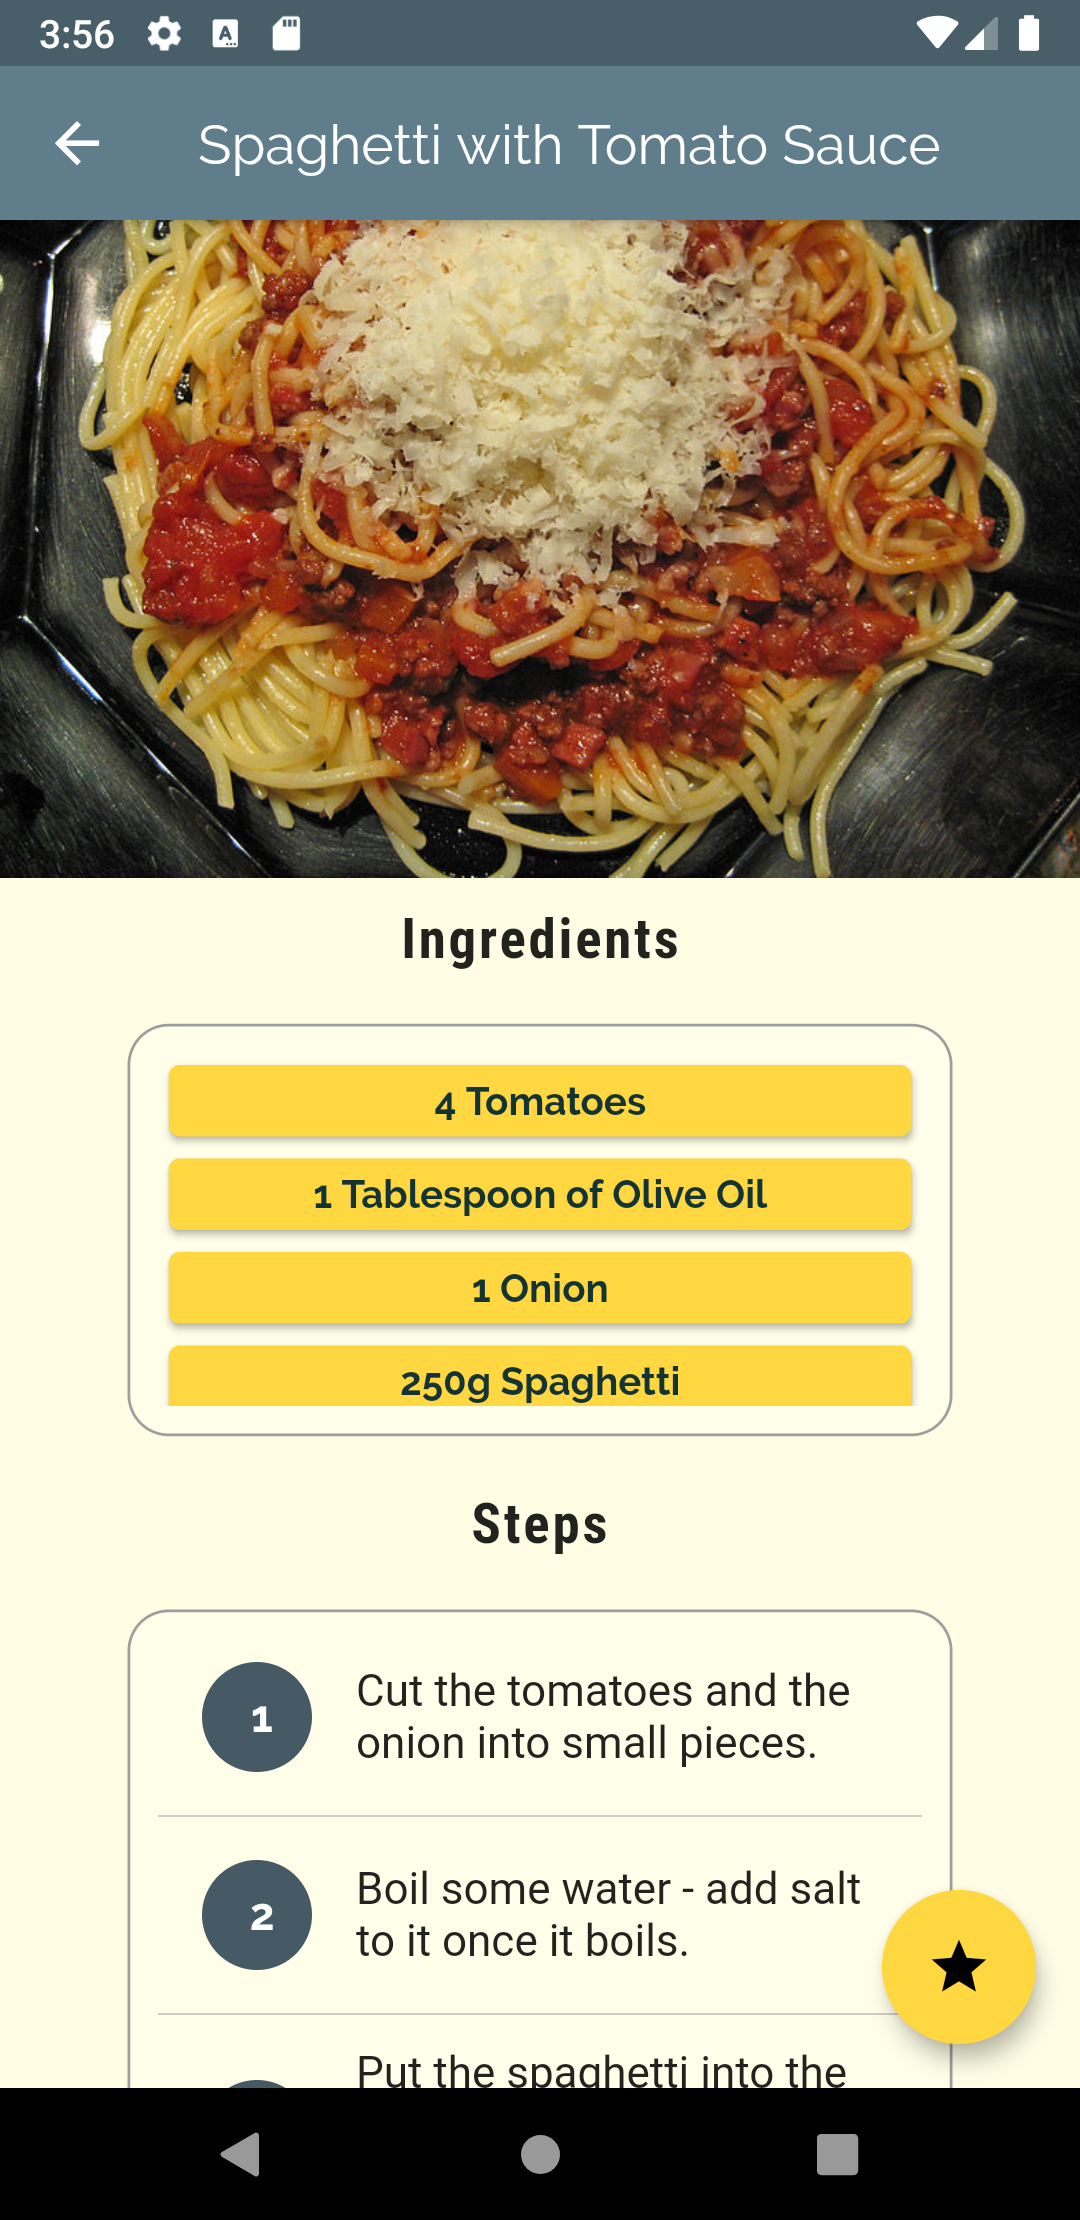 3:56
Spaghetti with Tomato Sauce
Ingredients
4 Tomatoes
1 Tablespoon of Olive Oil
1 Onion
250g Spaghetti
Steps
1
Cut the tomatoes and the
onion into small pieces.
2
Boil some water - add salt
to it once it boils.
Put the spaghetti into the